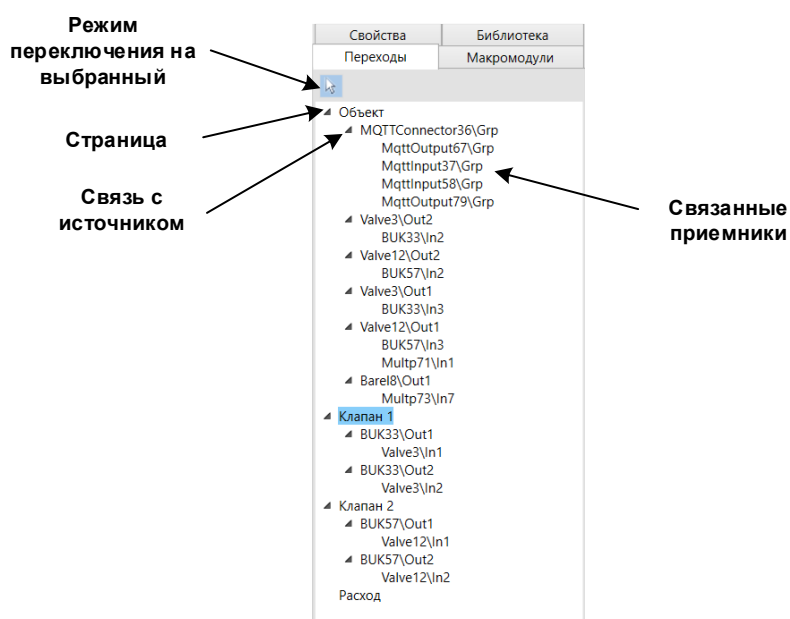 Режим
переключения на
выбранный
Страница
Связь с
источником
Свойства
Библиотека
Переходы
Макромодули
Объект
MQTTConnector36\Grp
MqttOutput67\Grp
MqttInput37\Grp
MqttInput58\Grp
MqttOutput79\Grp
Valve3\Out2
BUK33\In2
Valve12\Out2
BUK57\In2
Valve3\Out1
BUK33\In3
Valve12\Out1
BUK57\In3
Multp71\In1
Barel8\Out1
Multp73\In7
Клапан 1
BUK33\Out1
Valve3\In1
BUK33\Out2
Valve3\In2
Клапан 2
BUK57\Out1
Valve12\In1
BUK57\Out2
Valve12\In2
Расход
Связанные
приемники